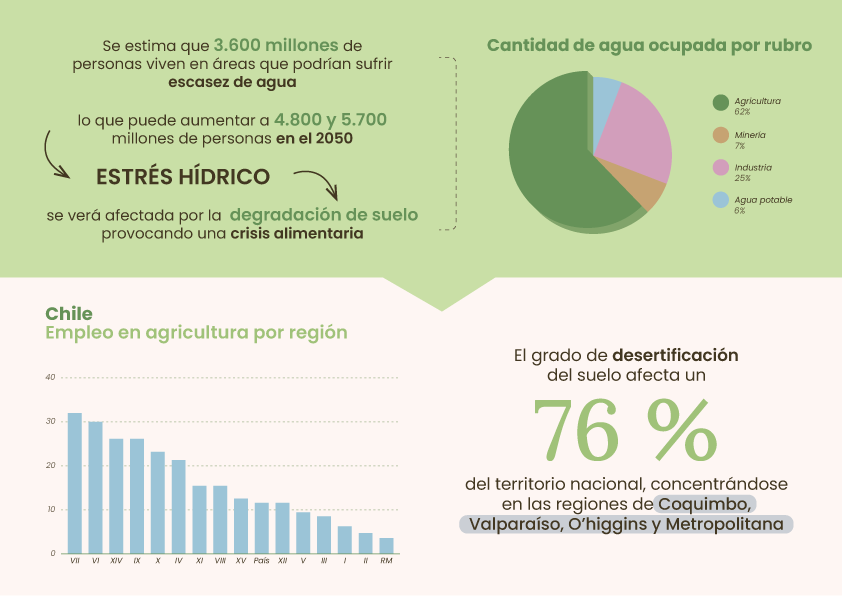 Se estima que 3.600 millones de
personas viven en áreas que podrían sufrir
escasez de agua
lo que puede aumentar a 4.800 y 5.700
millones de personas en el 2050
ESTRÉS HÍDRICO
se verá afectada por la degradación de suelo
provocando una crisis alimentaria
Cantidad de agua ocupada por rubro
Agricultura
62%
Minería
7%
Industria
25%
Agua potable
6%
Chile
Empleo en agricultura por región
40
30
20
10
0
VII VI XIV IX X IV XI VIII XV País XII V III I II RM
El grado de desertificación
del suelo afecta un
76 %
del territorio nacional, concentrándose
en las regiones de Coquimbo,
Valparaíso, O'higgins y Metropolitana